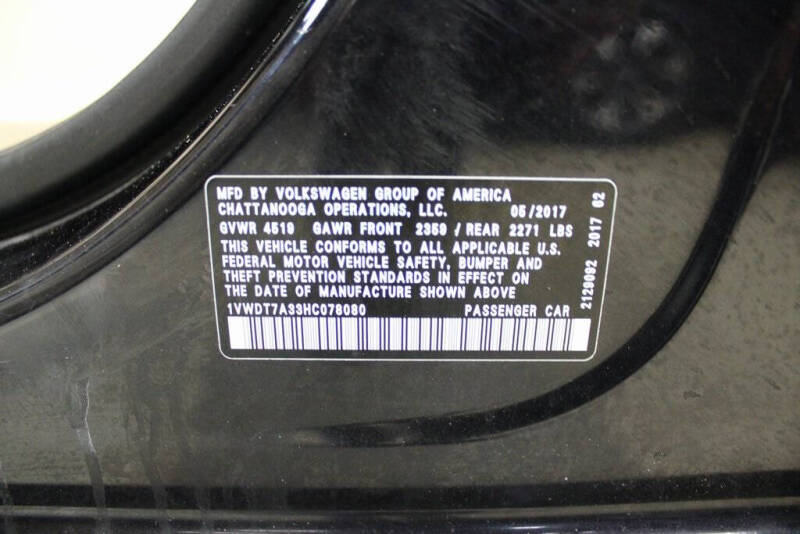 MFD BY VOLKSWAGEN GROUP OF AMERICA
CHATTANOOGA OPERATIONS, LLC. 05/2017
GVWR 4519 GAWR FRONT 2359 / REAR 2271 LBS
THIS VEHICLE CONFORMS TO ALL APPLICABLE U.S.
FEDERAL MOTOR VEHICLE SAFETY, BUMPER AND
THEFT PREVENTION STANDARDS IN EFFECT ON
THE DATE OF MANUFACTURE SHOWN ABOVE
1VWDT7A33HC078080 PASSENGER CAR
2129092 2017 02